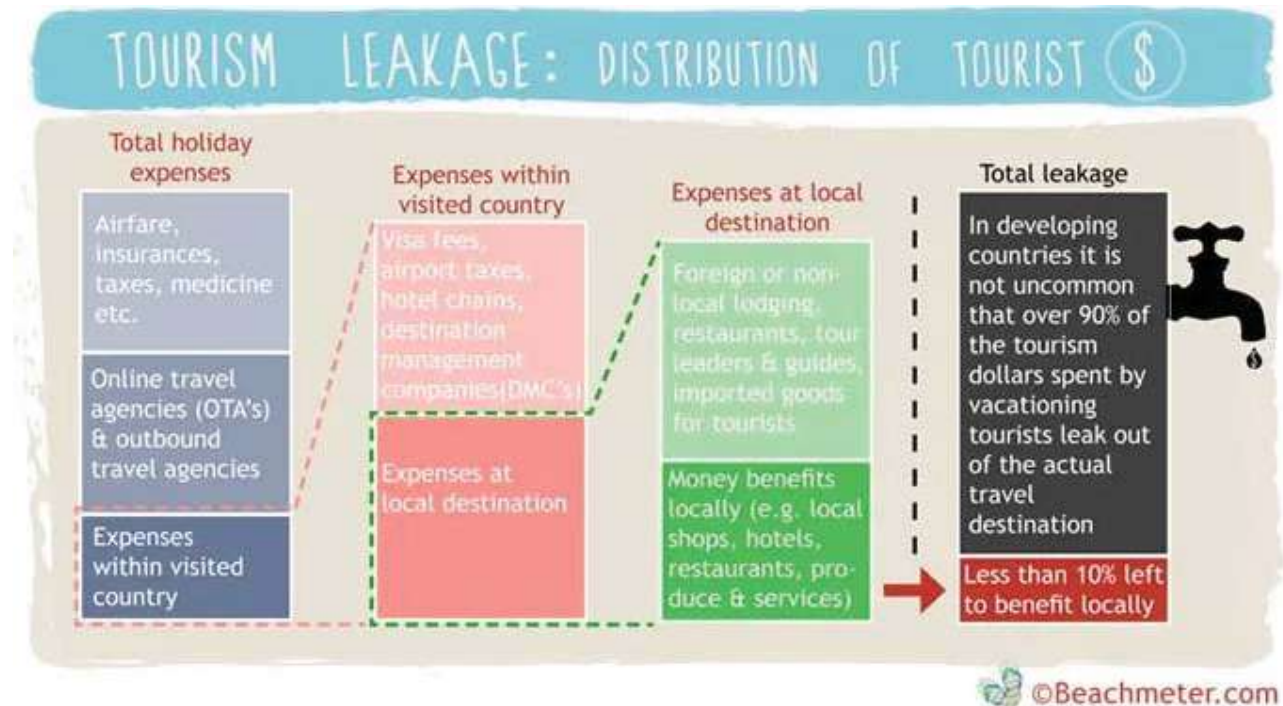 TOURISM LEAKAGE: DISTRIBUTION OF TOURIST $
Total holiday
expenses
Airfare,
insurances,
taxes, medicine
etc.
Online travel
agencies (OTA's)
& outbound
travel agencies
Expenses
within visited
country
Expenses within
visited country
Visa fees,
airport taxes,
hotel chains,
destination
management
companies(DMC's)
Expenses at
local destination
Expenses at local
destination
Foreign or non-
local lodging,
restaurants, tour
leaders & guides,
imported goods
for tourists
Money benefits
locally (e.g. local
shops, hotels,
restaurants, pro-
duce & services)
Total leakage
In developing
countries it is
not uncommon
that over 90% of
the tourism
dollars spent by
vacationing
tourists leak out
of the actual
travel
destination
Less than 10% left
to benefit locally
$
©Beachmeter.com